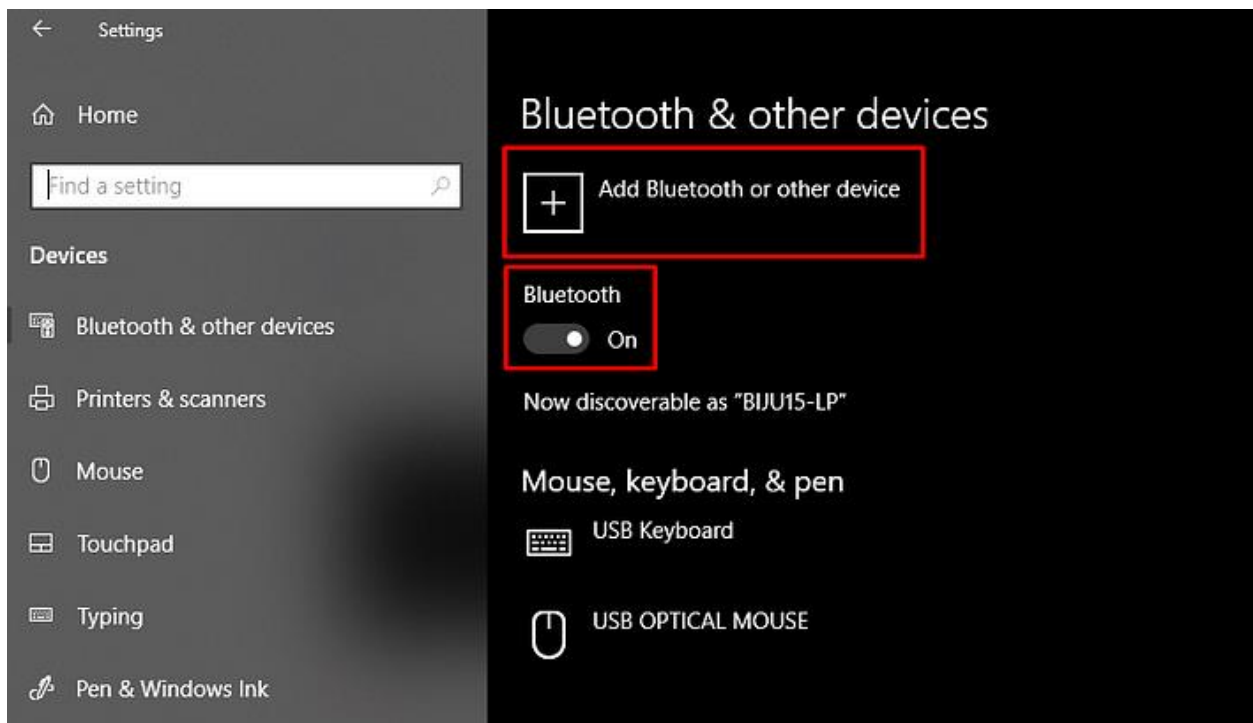 Settings
Home
Find a setting
Devices
Bluetooth & other devices
Printers & scanners
Mouse
Touchpad
Typing
Pen & Windows Ink
Bluetooth & other devices
Add Bluetooth or other device
Bluetooth
On
Now discoverable as "BIJU15-LP"
Mouse, keyboard, & pen
USB Keyboard
USB OPTICAL MOUSE